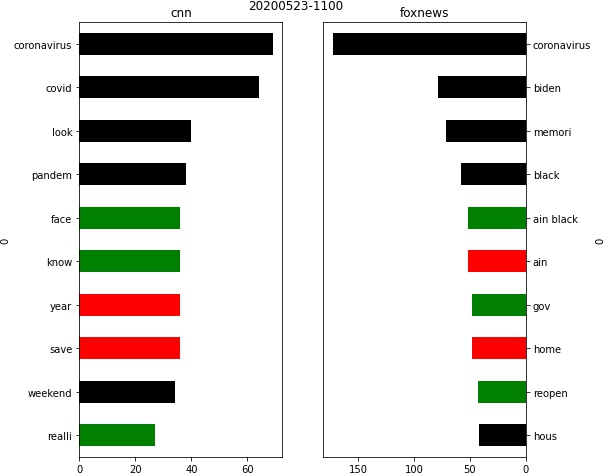 20200523-1100
cnn
foxnews
coronavirus
covid
look
pandem
face
know
year
save
weekend
realli
0 20 40 60
0
coronavirus
biden
memori
black
ain black
ain
gov
home
reopen
hous
150 100 50 0
0